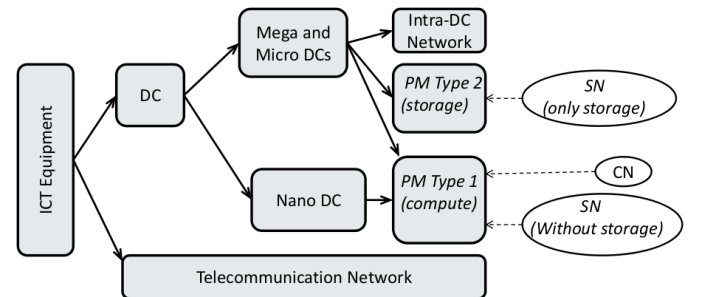 ICT Equipment
DC
Mega and
Micro DCs
Nano DC
Intra-DC
Network
PM Type 2
(storage)
PM Type 1
(compute)
SN
(only storage)
CN
SN
(Without storage)
Telecommunication Network